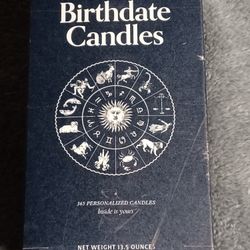 Birthdate
Candles
365 PERSONALIZED CANDLES
Inside is yours
NET WEIGHT 13.5 OUNCES